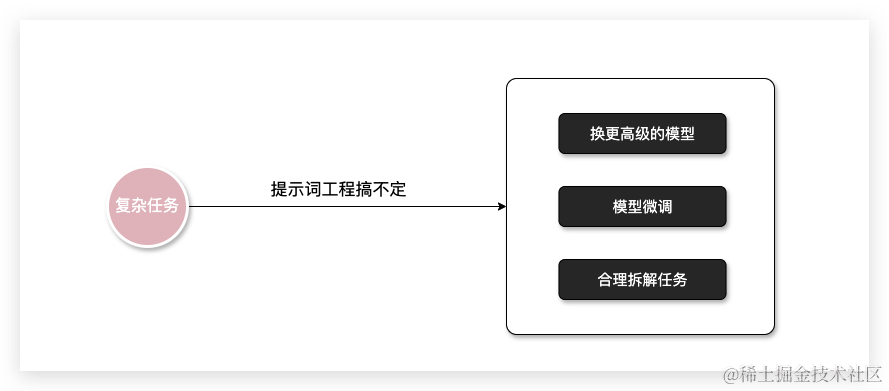 换更高级的模型
提示词工程搞不定
复杂任务
模型微调
合理拆解任务
@稀土掘金技术社区